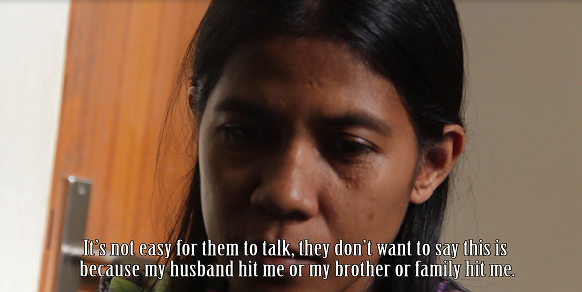 It's not easy for them to talk, they don't want to say this is
because my husband hit me or my brother or family hit me.